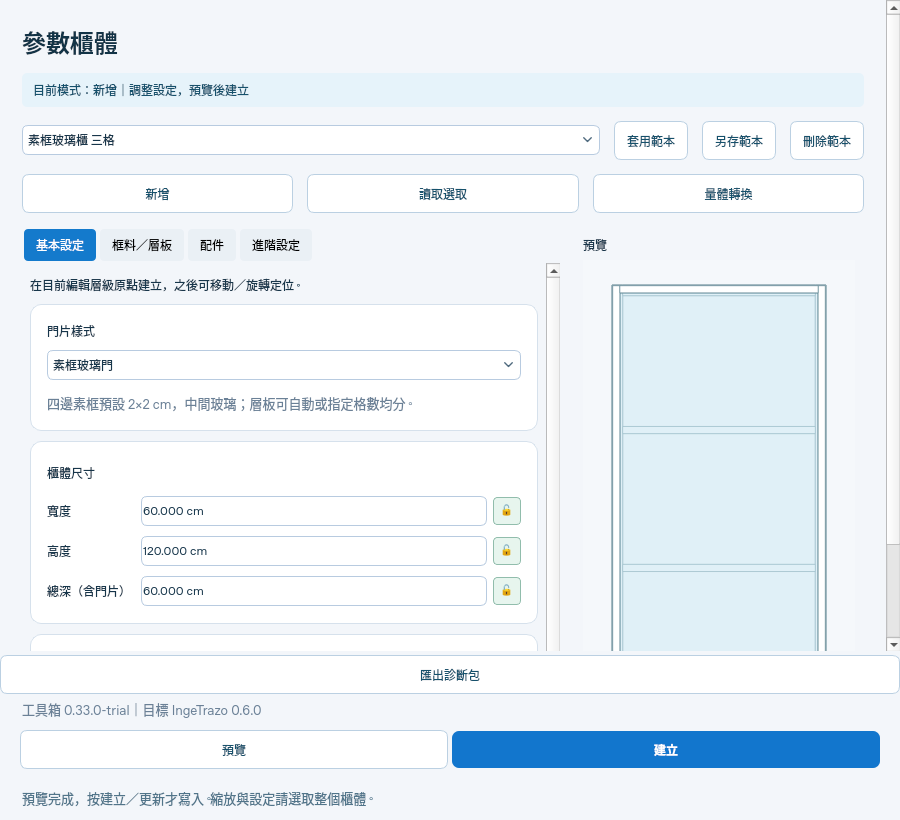 參數櫃體
目前模式：新增｜調整設定，預覽後建立
素框玻璃櫃 三格
套用範本
另存範本
刪除範本
新增
讀取選取
量體轉換
基本設定
框料／層板
配件
進階設定
預覽
在目前編輯層級原點建立，之後可移動／旋轉定位。
門片樣式
素框玻璃門
四邊素框預設 2×2 cm，中間玻璃；層板可自動或指定格數均分。
櫃體尺寸
寬度
60.000 cm
高度
120.000 cm
總深（含門片）
60.000 cm
匯出診斷包
工具箱 0.33.0-trial｜目標 IngeTrazo 0.6.0
預覽
建立
預覽完成，按建立／更新才寫入。縮放與設定請選取整個櫃體。